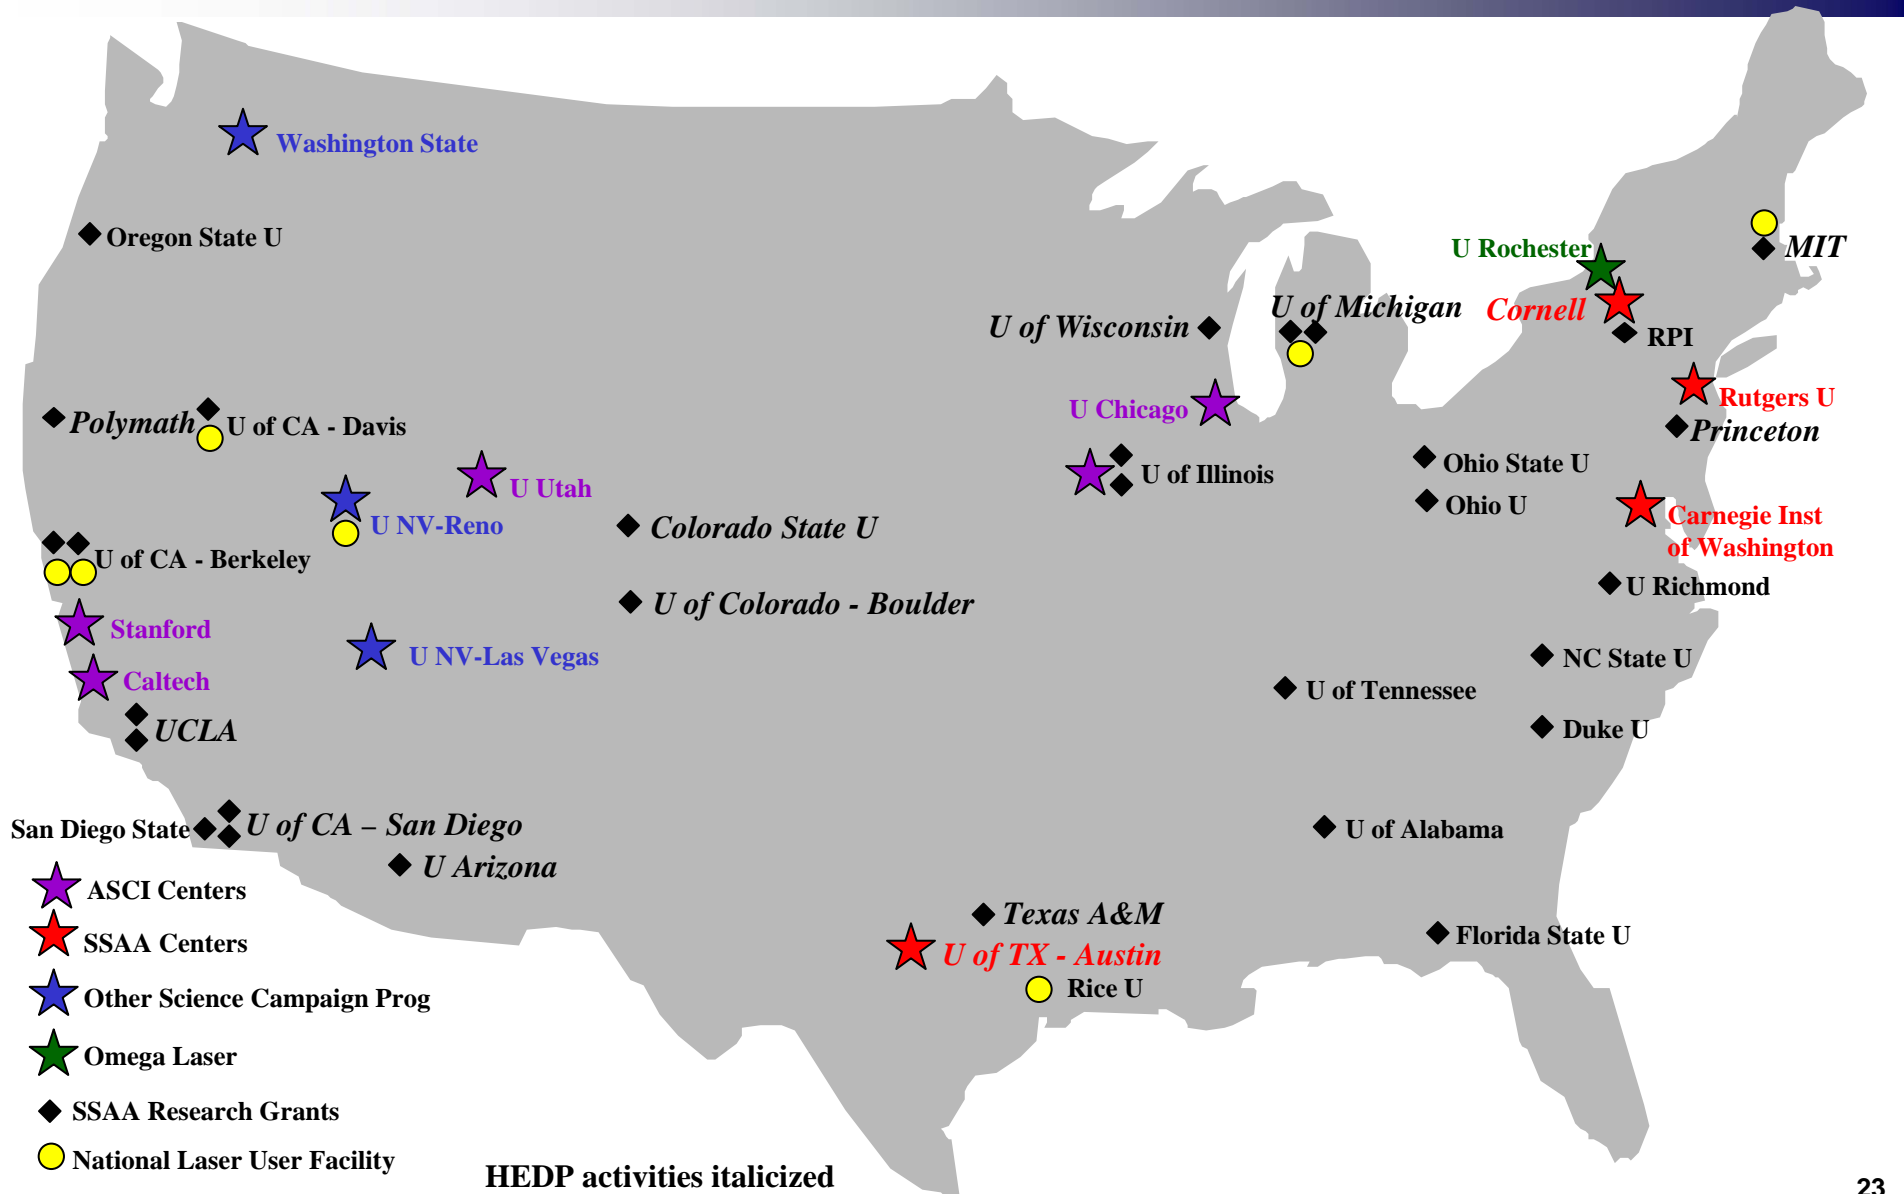 Washington State
Oregon State U
U Rochester
MIT
U of Michigan
Cornell
U of Wisconsin
RPI
U Chicago
Rutgers U
Polymath
U of CA - Davis
Princeton
Ohio State U
U of Illinois
U Utah
Ohio U
Carnegie Inst
of Washington
U NV-Reno
Colorado State U
U of CA - Berkeley
U Richmond
U of Colorado - Boulder
Stanford
U NV-Las Vegas
NC State U
Caltech
U of Tennessee
UCLA
Duke U
San Diego State
U of CA – San Diego
U of Alabama
U Arizona
ASCI Centers
Texas A&M
SSAA Centers
U of TX - Austin
Florida State U
Rice U
Other Science Campaign Prog
Omega Laser
SSAA Research Grants
National Laser User Facility
HEDP activities italicized
23